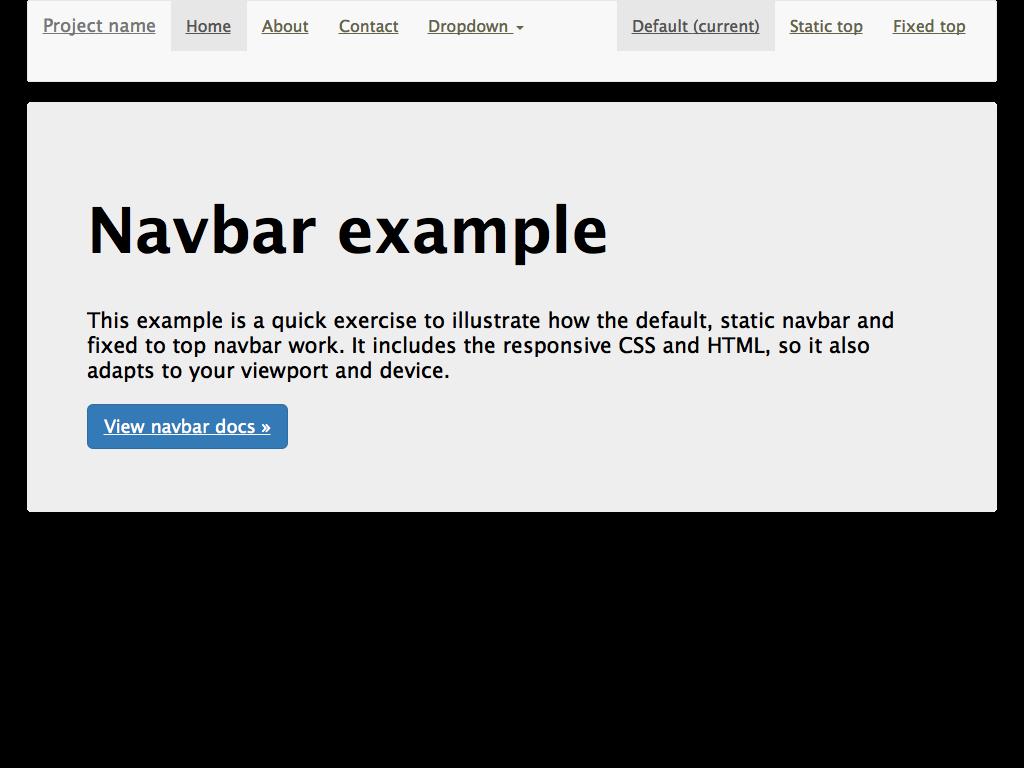 Project name Home About Contact Dropdown Default (current) Static top Fixed top
Navbar example
This example is a quick exercise to illustrate how the default, static navbar and
fixed to top navbar work. It includes the responsive CSS and HTML, so it also
adapts to your viewport and device.
View navbar docs »